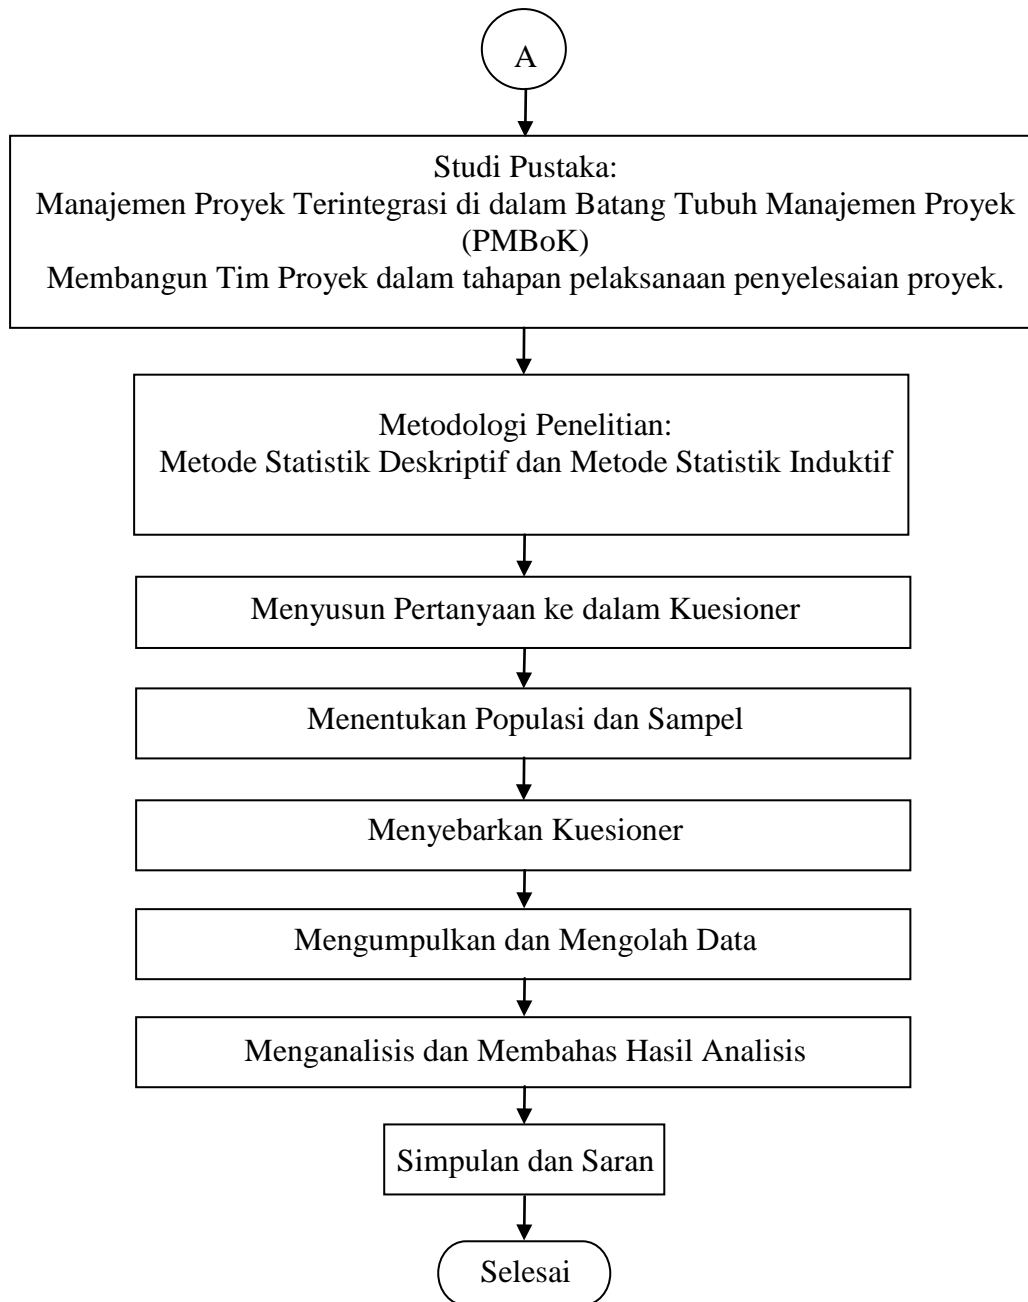 A
Studi Pustaka:
Manajemen Proyek Terintegrasi di dalam Batang Tubuh Manajemen Proyek
(PMBoK)
Membangun Tim Proyek dalam tahapan pelaksanaan penyelesaian proyek.
Metodologi Penelitian:
Metode Statistik Deskriptif dan Metode Statistik Induktif
Menyusun Pertanyaan ke dalam Kuesioner
Menentukan Populasi dan Sampel
Menyebarkan Kuesioner
Mengumpulkan dan Mengolah Data
Menganalisis dan Membahas Hasil Analisis
Simpulan dan Saran
Selesai